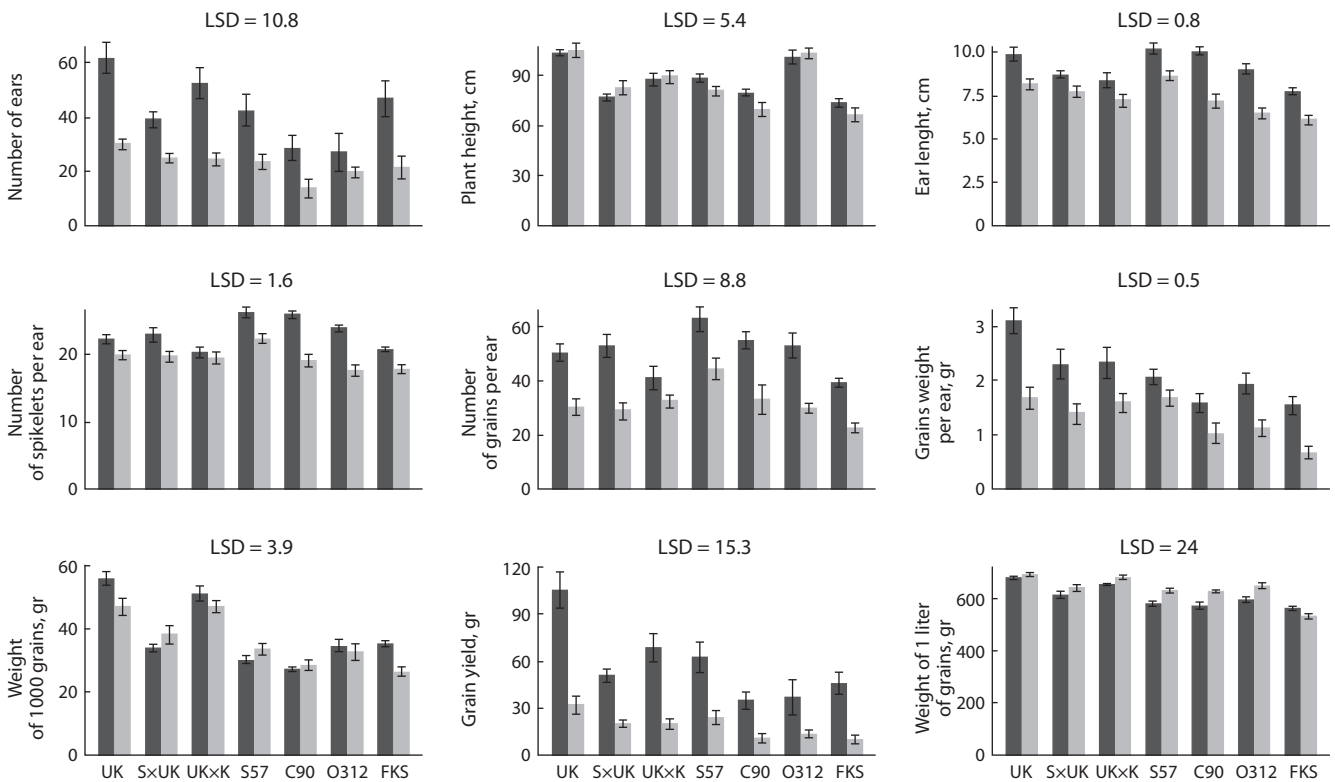 LSD = 10.8
Number of ears
60
40
20
0
LSD = 5.4
Plant height, cm
90
60
30
0
LSD = 0.8
Ear lenght, cm
10.0
7.5
5.0
2.5
0
LSD = 1.6
Number
of spikelets per ear
20
10
0
LSD = 8.8
Number
of grains per ear
60
40
20
0
LSD = 0.5
Grains weight
per ear, gr
3
2
1
0
LSD = 3.9
Weight
of 1000 grains, gr
60
40
20
0
UK S×UK UK×K S57 C90 O312 FKS
LSD = 15.3
Grain yield, gr
120
90
60
30
0
UK S×UK UK×K S57 C90 O312 FKS
LSD = 24
Weight of 1 liter
of grains, gr
600
400
200
0
UK S×UK UK×K S57 C90 O312 FKS